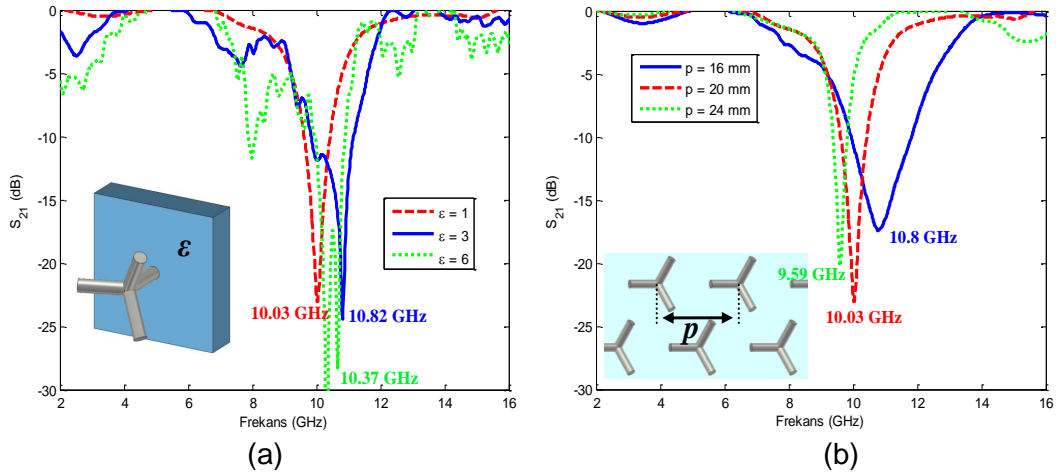 0
-5
-10
-15
-20
-25
-30
S21 (dB)
2 4 6 8 10 12 14 16
Frekans (GHz)
ε = 1
ε = 3
ε = 6
ε
10.03 GHz
10.82 GHz
10.37 GHz
(a)
0
-5
-10
-15
-20
-25
-30
S21 (dB)
2 4 6 8 10 12 14 16
Frekans (GHz)
p = 16 mm
p = 20 mm
p = 24 mm
10.8 GHz
9.59 GHz
10.03 GHz
p
(b)